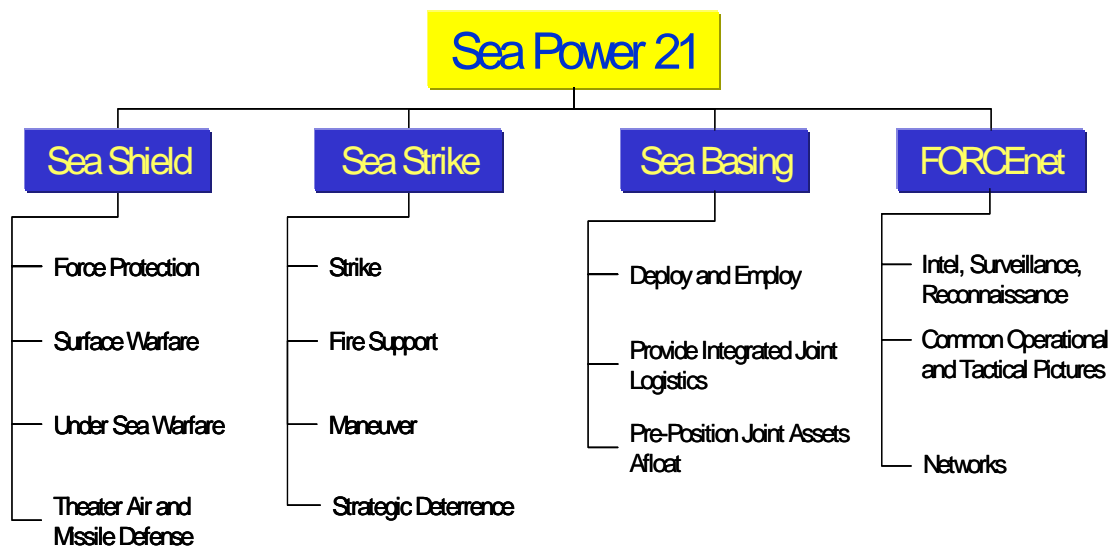 Sea Power 21
Sea Shield
Force Protection
Surface Warfare
Under Sea Warfare
Theater Air and
Missile Defense
Sea Strike
Strike
Fire Support
Maneuver
Strategic Deterrence
Sea Basing
Deploy and Employ
Provide Integrated Joint
Logistics
Pre-Position Joint Assets
Afloat
FORCEnet
Intel, Surveillance,
Reconnaissance
Common Operational
and Tactical Pictures
Networks